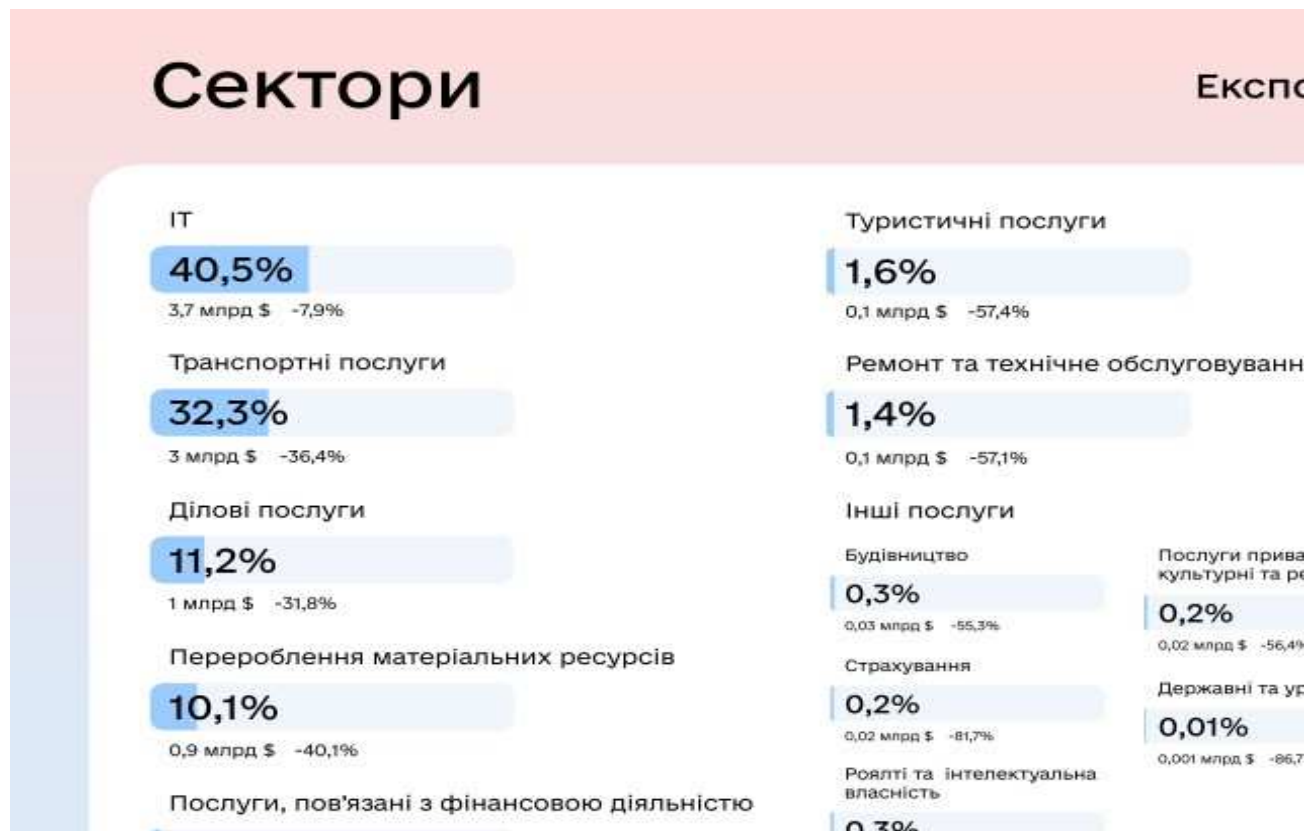 Сектори
IT
40,5%
3,7 млрд $ -7,9%
Транспортні послуги
32,3%
3 млрд $ -36,4%
Ділові послуги
11,2%
1 млрд $ -31,8%
Перероблення матеріальних ресурсів
10,1%
0,9 млрд $ -40,1%
Послуги, пов'язані з фінансовою діяльністю
Експо
Туристичні послуги
1,6%
0,1 млрд $ -57,4%
Ремонт та технічне обслуговуванн
1,4%
0,1 млрд $ -57,1%
Інші послуги
Будівництво
0,3%
0,03 млрд $ -55,3%
Страхування
0,2%
0,02 млрд $ -81,7%
Роялті та інтелектуальна
власність
0,3%
Послуги прива
культурні та ре
0,2%
0,02 млрд $ -56,4%
Державні та ур
0,01%
0,001 млрд $ -86,7